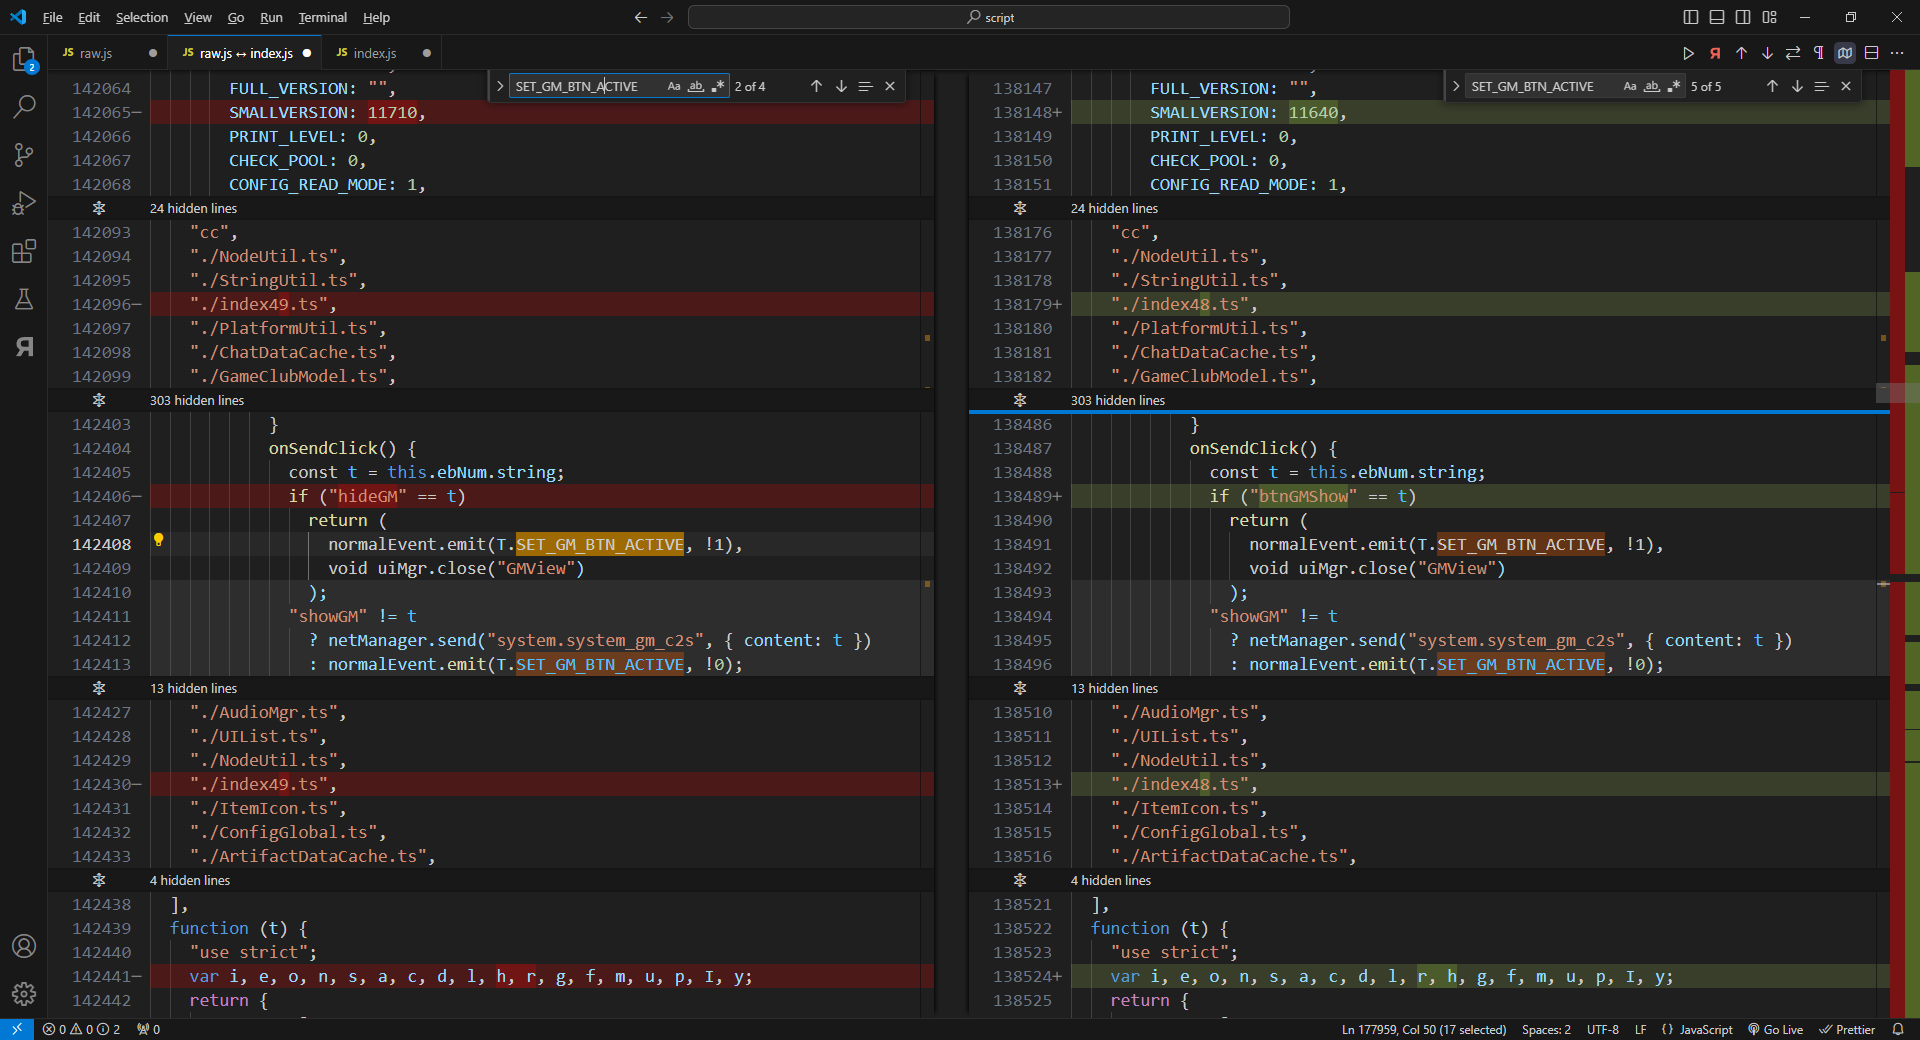 File Edit Selection View Go Run Terminal Help
script
JS raw.js
JS raw.js ↔ index.js
JS index.js
SET_GM_BTN_ACTIVE Aa ab .* 2 of 4
142064 FULL_VERSION: "",
142065− SMALLVERSION: 11710,
142066 PRINT_LEVEL: 0,
142067 CHECK_POOL: 0,
142068 CONFIG_READ_MODE: 1,
24 hidden lines
142093 "cc",
142094 "./NodeUtil.ts",
142095 "./StringUtil.ts",
142096− "./index49.ts",
142097 "./PlatformUtil.ts",
142098 "./ChatDataCache.ts",
142099 "./GameClubModel.ts",
303 hidden lines
142403 }
142404 onSendClick() {
142405 const t = this.ebNum.string;
142406− if ("hideGM" == t)
142407 return (
142408 normalEvent.emit(T.SET_GM_BTN_ACTIVE, !1),
142409 void uiMgr.close("GMView")
142410 );
142411 "showGM" != t
142412 ? netManager.send("system.system_gm_c2s", { content: t })
142413 : normalEvent.emit(T.SET_GM_BTN_ACTIVE, !0);
13 hidden lines
142427 "./AudioMgr.ts",
142428 "./UIList.ts",
142429 "./NodeUtil.ts",
142430− "./index49.ts",
142431 "./ItemIcon.ts",
142432 "./ConfigGlobal.ts",
142433 "./ArtifactDataCache.ts",
4 hidden lines
142438 ],
142439 function (t) {
142440 "use strict";
142441− var i, e, o, n, s, a, c, d, l, h, r, g, f, m, u, p, I, y;
142442 return {
SET_GM_BTN_ACTIVE Aa ab .* 5 of 5
138147 FULL_VERSION: "",
138148+ SMALLVERSION: 11640,
138149 PRINT_LEVEL: 0,
138150 CHECK_POOL: 0,
138151 CONFIG_READ_MODE: 1,
24 hidden lines
138176 "cc",
138177 "./NodeUtil.ts",
138178 "./StringUtil.ts",
138179+ "./index48.ts",
138180 "./PlatformUtil.ts",
138181 "./ChatDataCache.ts",
138182 "./GameClubModel.ts",
303 hidden lines
138486 }
138487 onSendClick() {
138488 const t = this.ebNum.string;
138489+ if ("btnGMShow" == t)
138490 return (
138491 normalEvent.emit(T.SET_GM_BTN_ACTIVE, !1),
138492 void uiMgr.close("GMView")
138493 );
138494 "showGM" != t
138495 ? netManager.send("system.system_gm_c2s", { content: t })
138496 : normalEvent.emit(T.SET_GM_BTN_ACTIVE, !0);
13 hidden lines
138510 "./AudioMgr.ts",
138511 "./UIList.ts",
138512 "./NodeUtil.ts",
138513+ "./index48.ts",
138514 "./ItemIcon.ts",
138515 "./ConfigGlobal.ts",
138516 "./ArtifactDataCache.ts",
4 hidden lines
138521 ],
138522 function (t) {
138523 "use strict";
138524+ var i, e, o, n, s, a, c, d, l, r, h, g, f, m, u, p, I, y;
138525 return {
2
Я
Я
0 0 2 0
Ln 177959, Col 50 (17 selected) Spaces: 2 UTF-8 LF {} JavaScript Go Live Prettier